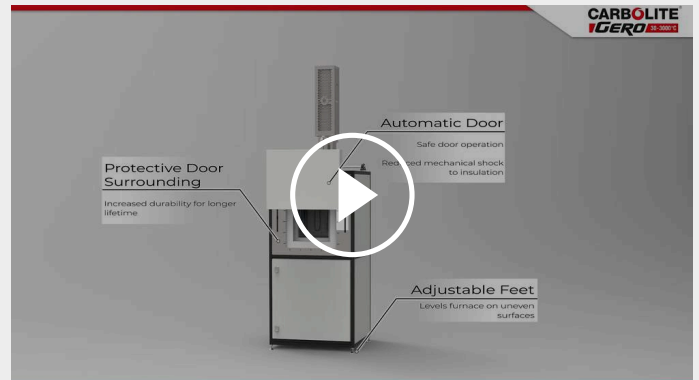 CARBOLITE
GERO 30-3000°C
Automatic Door
Safe door operation
Reduced mechanical shock
to insulation
Protective Door
Surrounding
Increased durability for longer
lifetime
Adjustable Feet
Levels furnace on uneven
surfaces